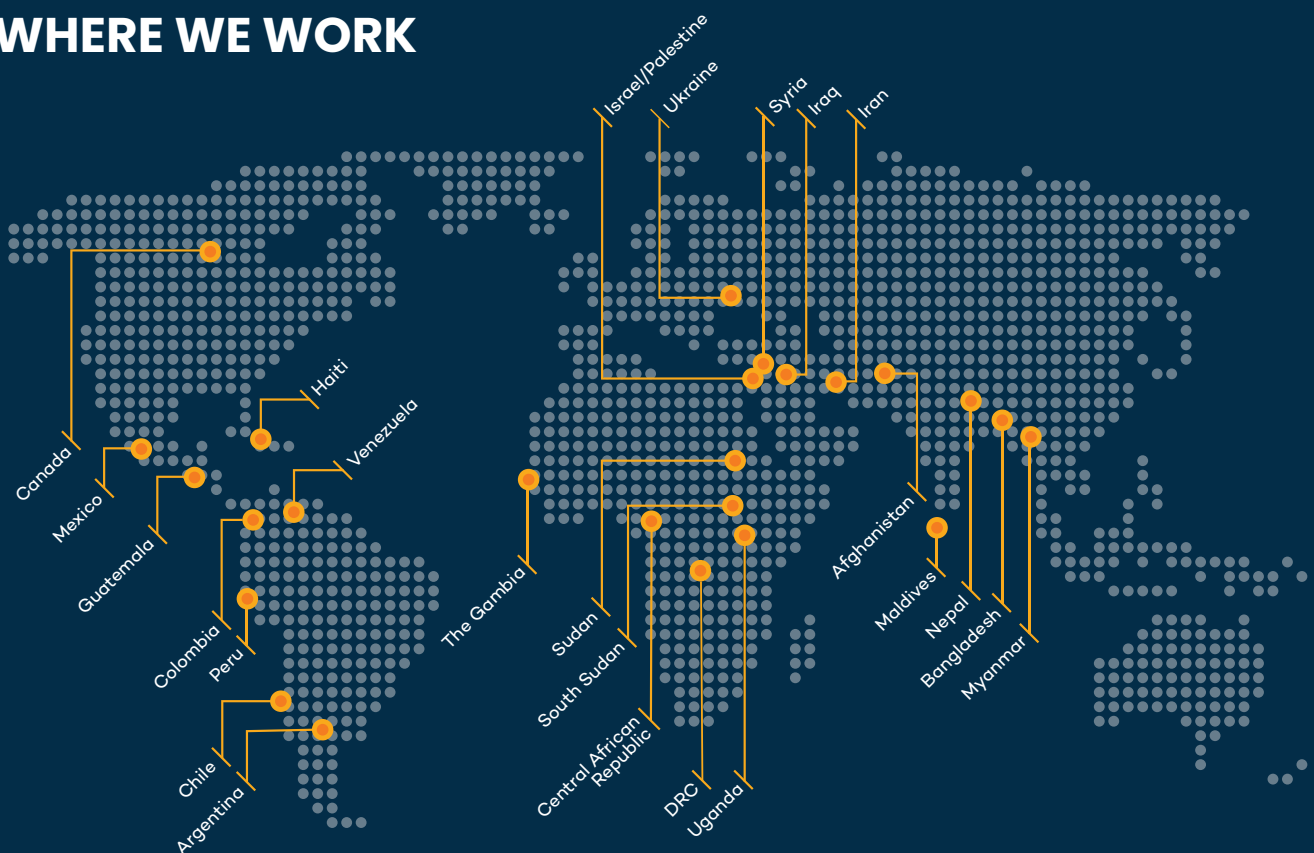 WHERE WE WORK
Israel/Palestine
Ukraine
Syria
Iraq
Iran
Canada
Mexico
Guatemala
Haiti
Venezuela
Colombia
Peru
Chile
Argentina
The Gambia
Sudan
South Sudan
Central African
Republic
DRC
Uganda
Afghanistan
Maldives
Nepal
Bangladesh
Myanmar